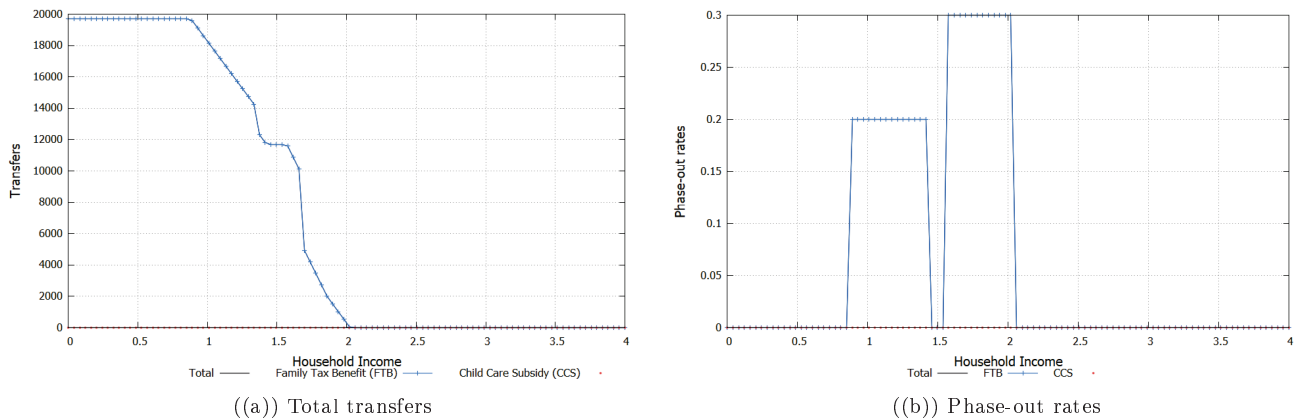 20000
18000
16000
14000
12000
10000
8000
6000
4000
2000
0
Transfers
0 0.5 1 1.5 2 2.5 3 3.5 4
Household Income
Total Family Tax Benefit (FTB) Child Care Subsidy (CCS)
((a)) Total transfers
0.3
0.25
0.2
0.15
0.1
0.05
0
Phase-out rates
0 0.5 1 1.5 2 2.5 3 3.5 4
Household Income
Total FTB CCS
((b)) Phase-out rates